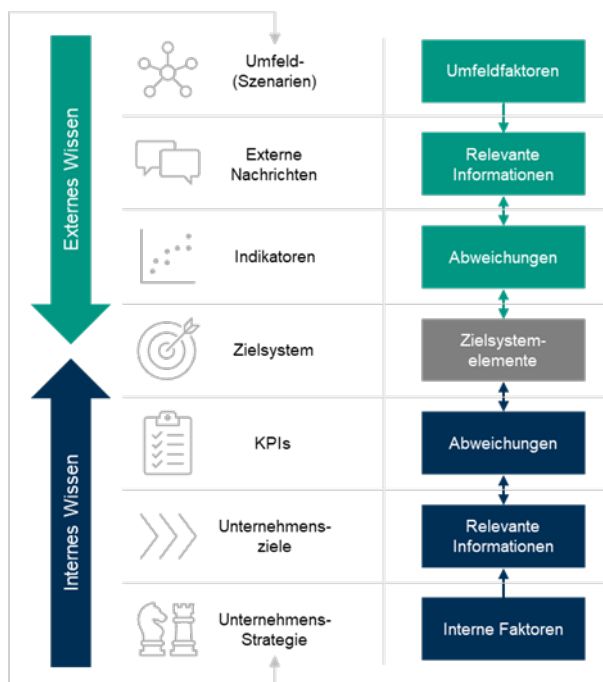 Externes Wissen
Umfeld-
(Szenarien)
Umfeldfaktoren
Externe
Nachrichten
Relevante
Informationen
Indikatoren
Abweichungen
Zielsystem
Zielsystem-
elemente
Internes Wissen
KPIs
Abweichungen
Unternehmens-
ziele
Relevante
Informationen
Unternehmens-
Strategie
Interne Faktoren